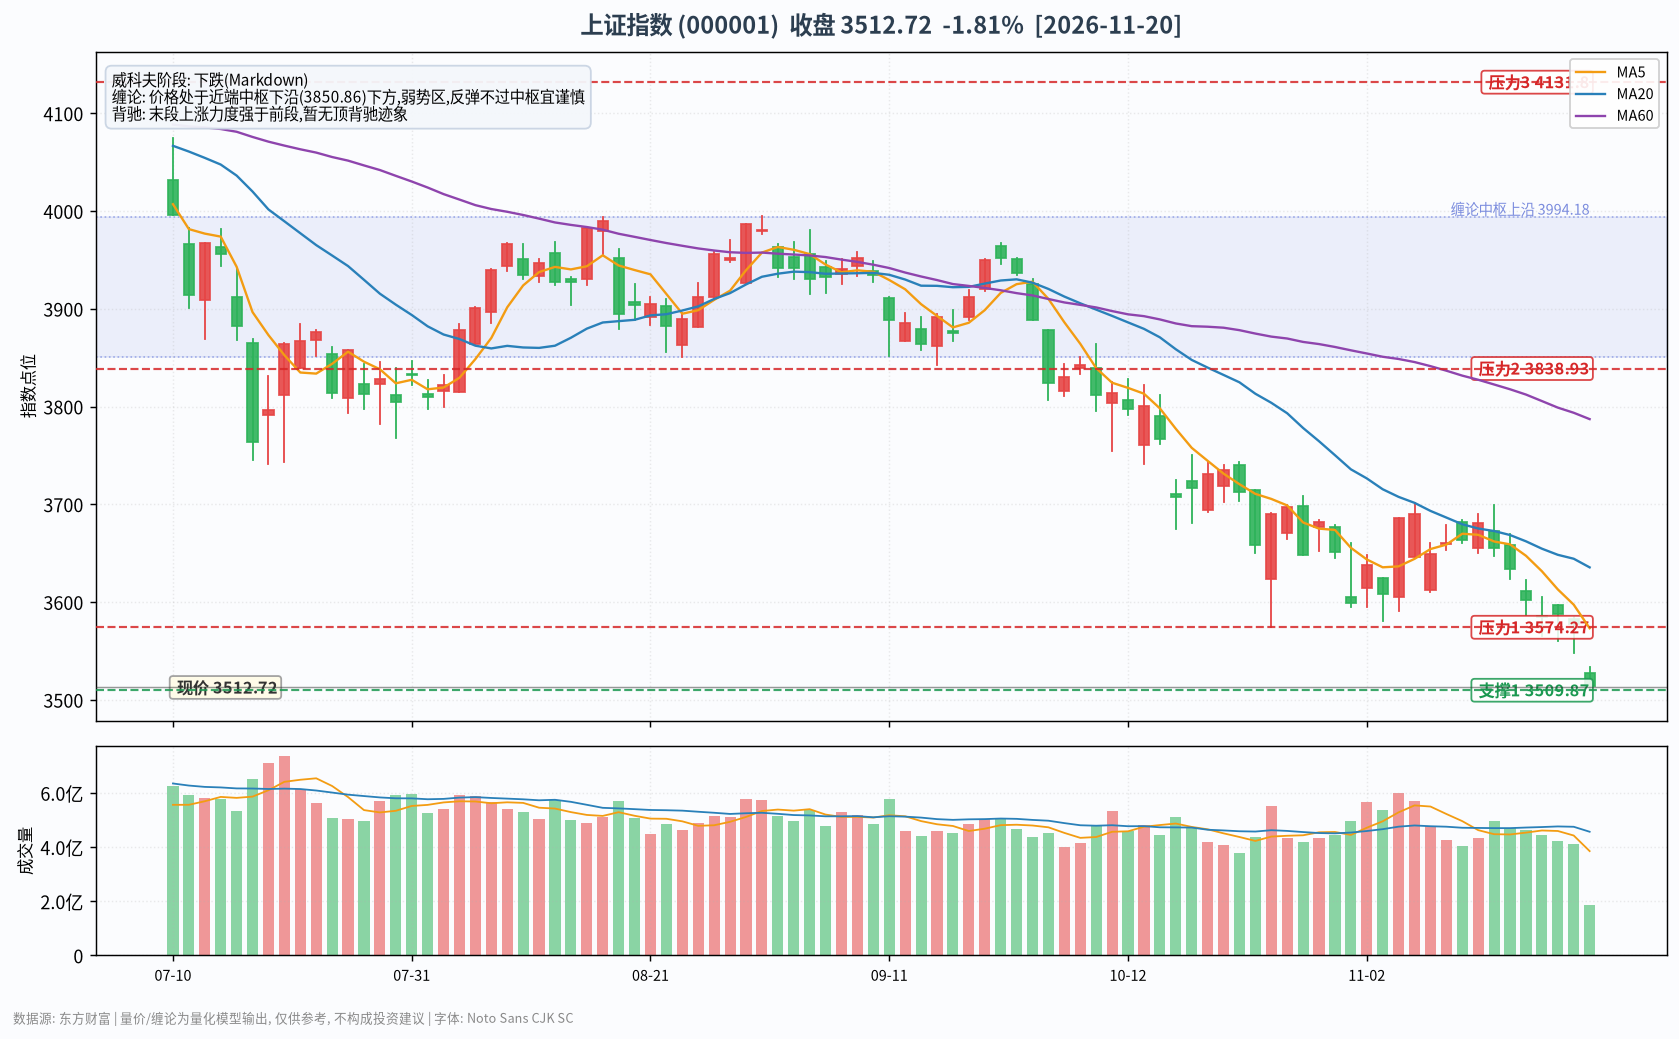 上证指数 (000001)  收盘 3512.72  -1.81%  [2026-11-20]
威科夫阶段: 下跌(Markdown)
缠论: 价格处于近端中枢下沿(3850.86)下方,弱势区,反弹不过中枢宜谨慎
背驰: 末段上涨力度强于前段,暂无顶背驰迹象
压力3 4131.8
MA5
MA20
MA60
4100
4000
缠论中枢上沿 3994.18
3900
压力2 3838.93
3800
3700
3600
压力1 3574.27
现价 3512.72
支撑1 3509.87
3500
指数点位
6.0亿
4.0亿
2.0亿
0
成交量
07-10
07-31
08-21
09-11
10-12
11-02
数据源: 东方财富 | 量价/缠论为量化模型输出, 仅供参考, 不构成投资建议 | 字体: Noto Sans CJK SC